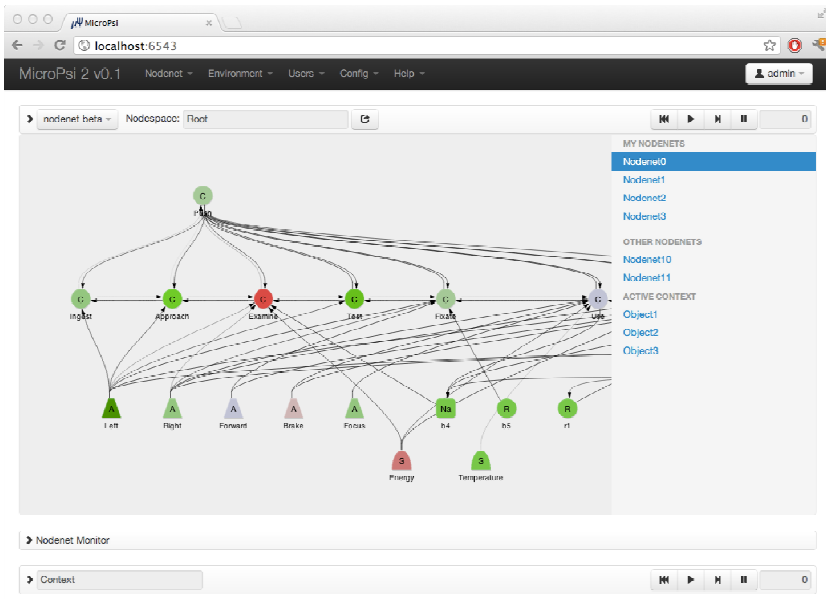 MicroPsi
localhost:6543
MicroPsi 2 v0.1 Nodenet Environment Users Config Help admin
nodenet beta Nodespace: Root 0
MY NODENETS
Nodenet0
Nodenet1
Nodenet2
Nodenet3
OTHER NODENETS
Nodenet10
Nodenet11
ACTIVE CONTEXT
Object1
Object2
Object3
C
C C C C C C
Ingest Approach Examine Test Fixate
A A A A A Na R R
Left Right Forward Brake Focus b4 b5 r1
S S
Energy Temperature
Nodenet Monitor
Context 0